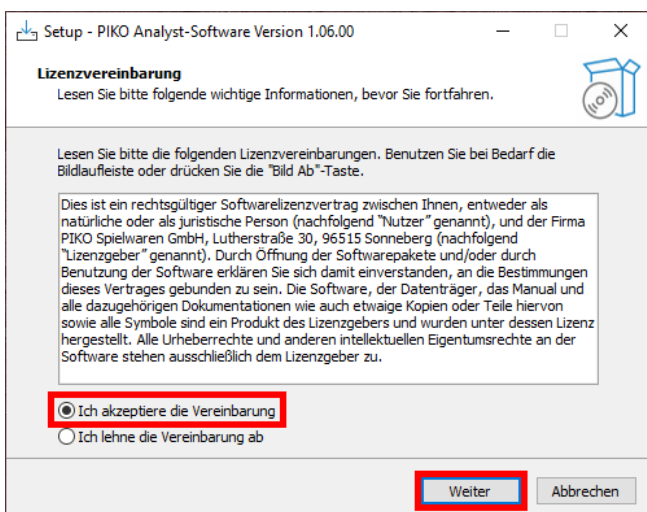 Setup - PIKO Analyst-Software Version 1.06.00
Lizenzvereinbarung
Lesen Sie bitte folgende wichtige Informationen, bevor Sie fortfahren.
Lesen Sie bitte die folgenden Lizenzvereinbarungen. Benutzen Sie bei Bedarf die
Bildlaufleiste oder drücken Sie die "Bild Ab"-Taste.
Dies ist ein rechtsgültiger Softwarelizenzvertrag zwischen Ihnen, entweder als
natürliche oder als juristische Person (nachfolgend "Nutzer" genannt), und der Firma
PIKO Spielwaren GmbH, Lutherstraße 30, 96515 Sonneberg (nachfolgend
"Lizenzgeber" genannt). Durch Öffnung der Softwarepakete und/oder durch
Benutzung der Software erklären Sie sich damit einverstanden, an die Bestimmungen
dieses Vertrages gebunden zu sein. Die Software, der Datenträger, das Manual und
alle dazugehörigen Dokumentationen wie auch etwaige Kopien oder Teile hiervon
sowie alle Symbole sind ein Produkt des Lizenzgebers und wurden unter dessen Lizenz
hergestellt. Alle Urheberrechte und anderen intellektuellen Eigentumsrechte an der
Software stehen ausschließlich dem Lizenzgeber zu.
Ich akzeptiere die Vereinbarung
Ich lehne die Vereinbarung ab
Weiter
Abbrechen